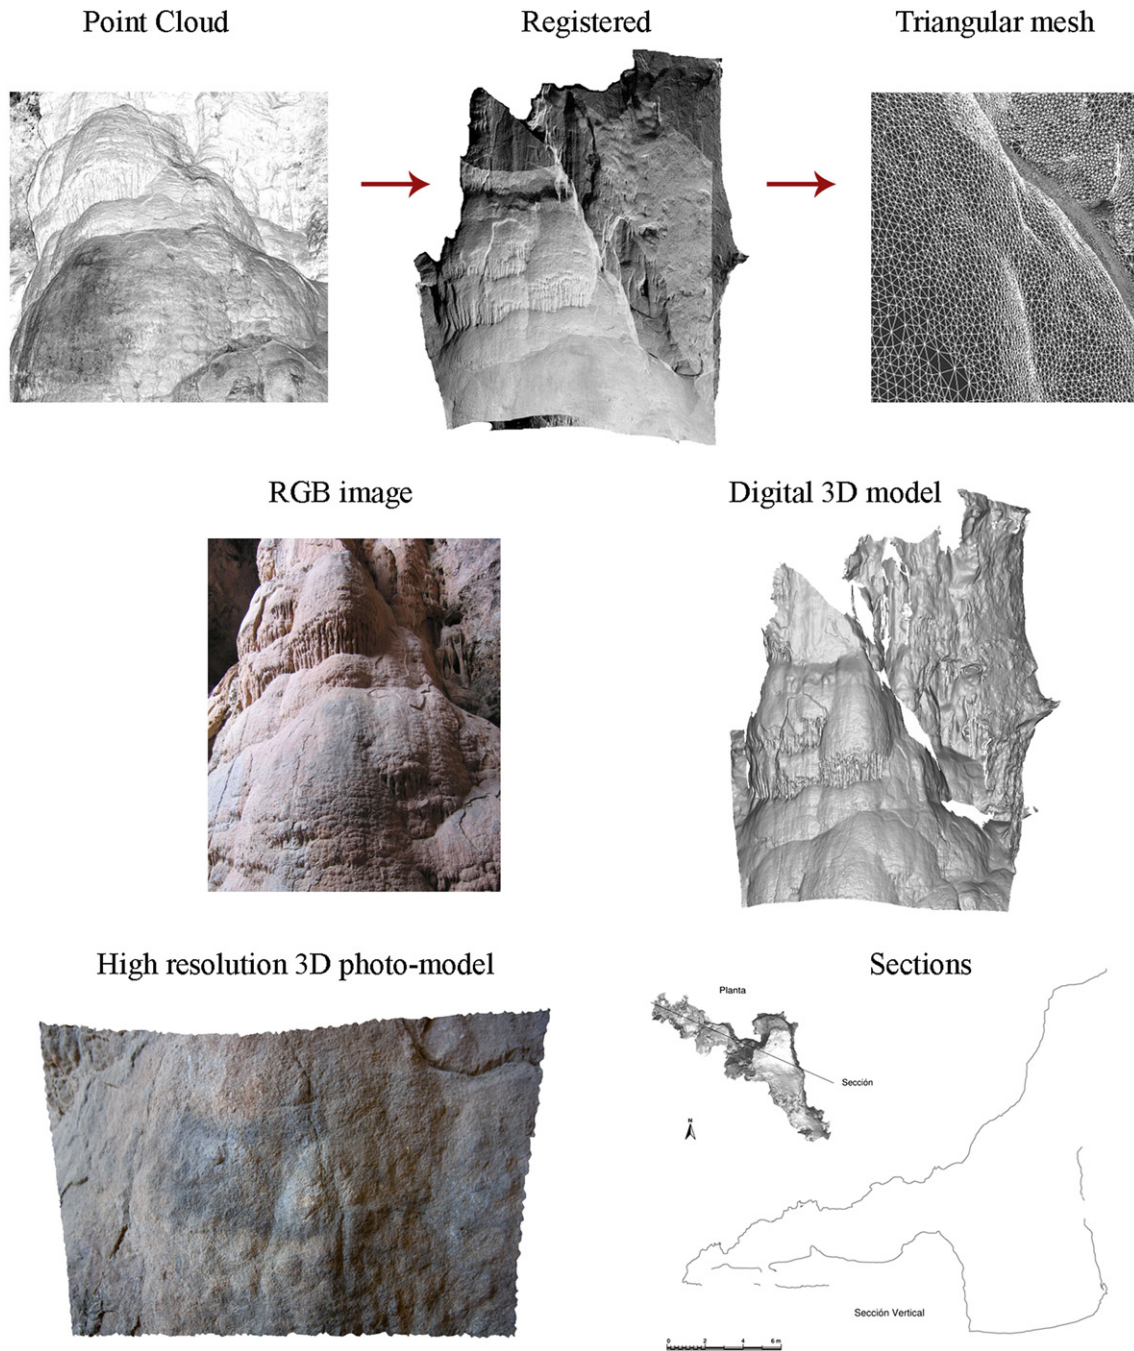 Point Cloud
Registered
Triangular mesh
RGB image
Digital 3D model
High resolution 3D photo-model
Sections
Planta
Sección
N
Sección Vertical
0 2 4 6 m